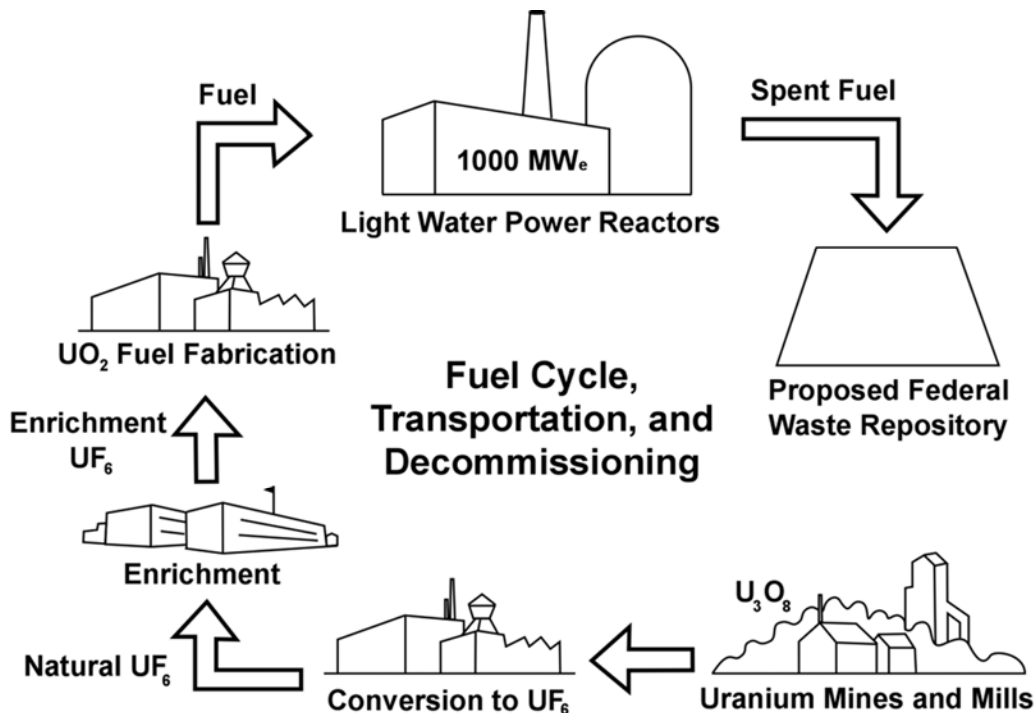 Fuel
Spent Fuel
1000 MWₑ
Light Water Power Reactors
UO₂ Fuel Fabrication
Fuel Cycle,
Transportation, and
Decommissioning
Proposed Federal
Waste Repository
Enrichment
UF₆
Enrichment
U₃O₈
Natural UF₆
Conversion to UF₆
Uranium Mines and Mills